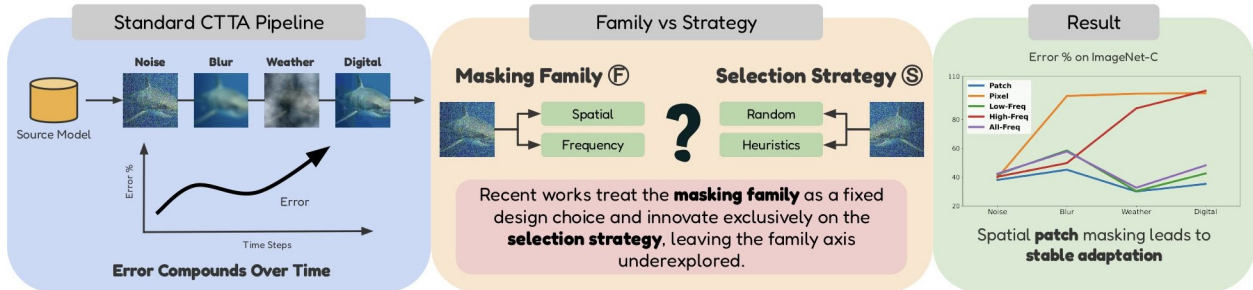 Standard CTTA Pipeline
Noise
Blur
Weather
Digital
Source Model
Error %
Error
Time Steps
Error Compounds Over Time
Family vs Strategy
Masking Family Ⓕ
Selection Strategy Ⓢ
Spatial
Frequency
?
Random
Heuristics
Recent works treat the masking family as a fixed
design choice and innovate exclusively on the
selection strategy, leaving the family axis
underexplored.
Result
Error % on ImageNet-C
110
80
60
40
20
Patch
Pixel
Low-Freq
High-Freq
All-Freq
Noise
Blur
Weather
Digital
Spatial patch masking leads to
stable adaptation